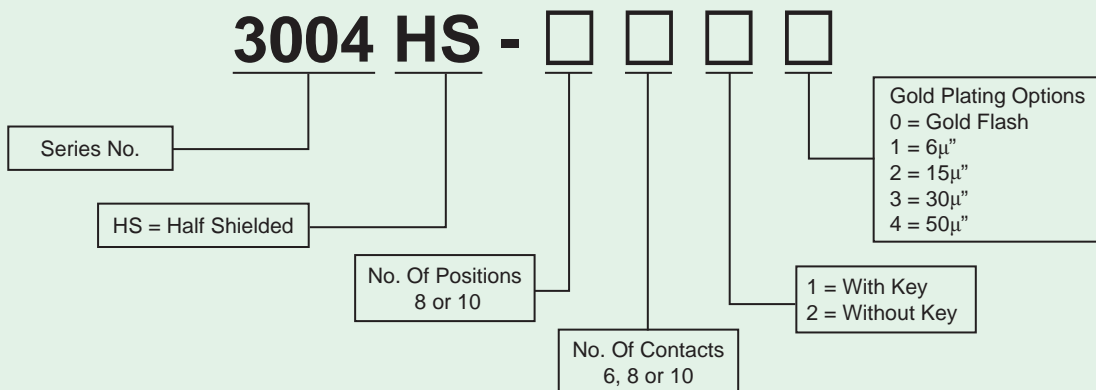 3004 HS - □ □ □ □
Series No.
HS = Half Shielded
No. Of Positions
8 or 10
No. Of Contacts
6, 8 or 10
1 = With Key
2 = Without Key
Gold Plating Options
0 = Gold Flash
1 = 6μ”
2 = 15μ”
3 = 30μ”
4 = 50μ”